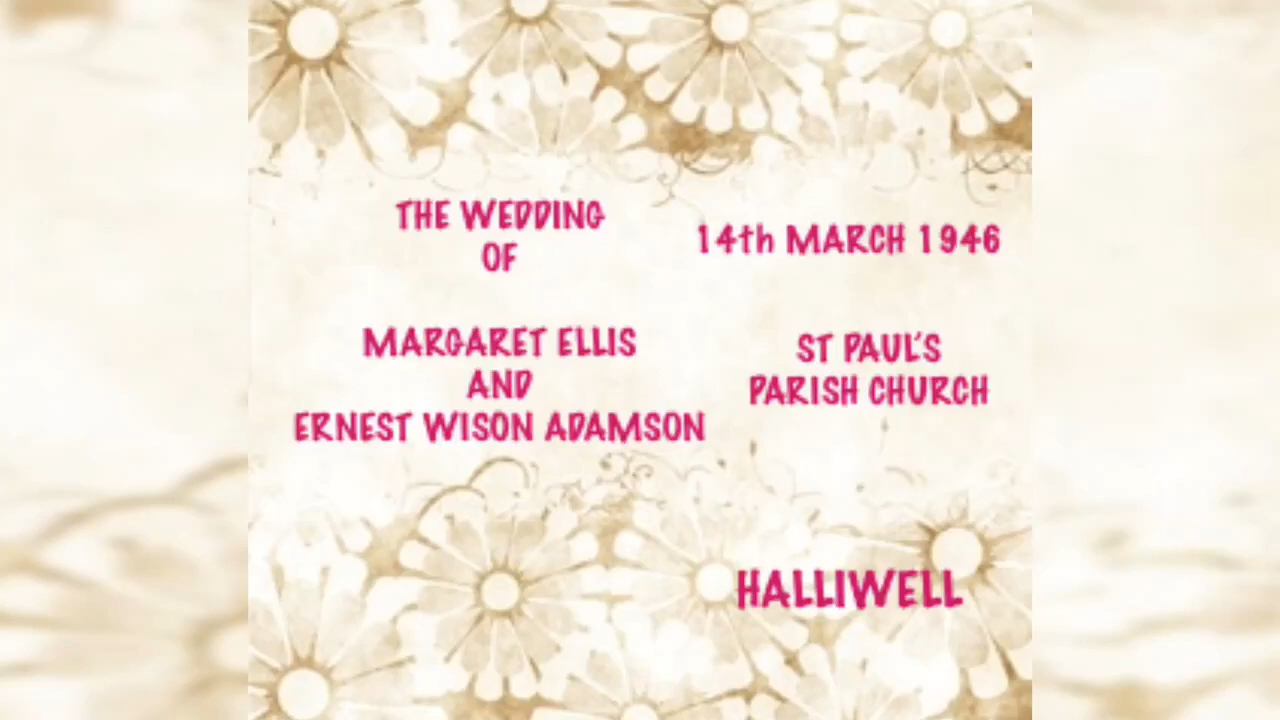 THE WEDDING
OF
MARGARET ELLIS
AND
ERNEST WISON ADAMSON
14th MARCH 1946
ST PAUL'S
PARISH CHURCH
HALLIWELL